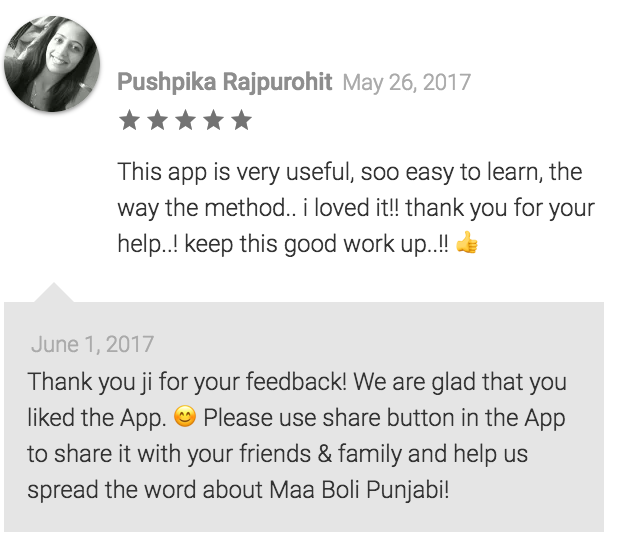 Pushpika Rajpurohit May 26, 2017
This app is very useful, soo easy to learn, the
way the method.. i loved it!! thank you for your
help..! keep this good work up..!! 👍
June 1, 2017
Thank you ji for your feedback! We are glad that you
liked the App. 😊 Please use share button in the App
to share it with your friends & family and help us
spread the word about Maa Boli Punjabi!